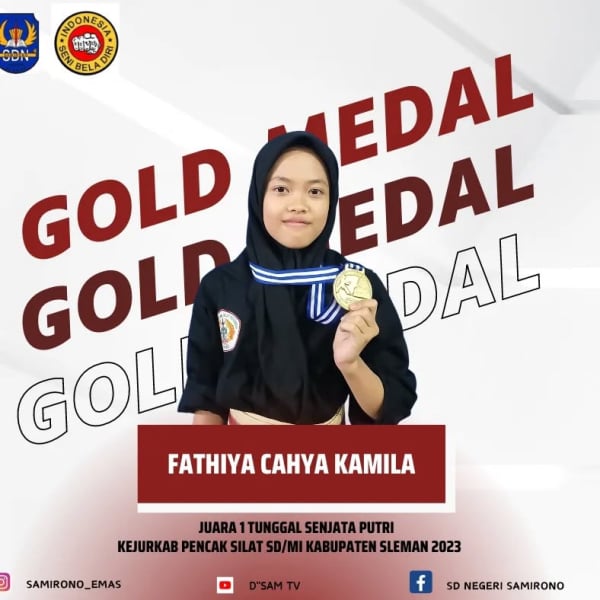 ODN
INDONESIA
SENI BELA DIRI
GOLD MEDAL
GOLD MEDAL
GOLD MEDAL
FATHIYA CAHYA KAMILA
JUARA 1 TUNGGAL SENJATA PUTRI
KEJURKAB PENCAK SILAT SD/MI KABUPATEN SLEMAN 2023
SAMIRONO_EMAS
D"SAM TV
SD NEGERI SAMIRONO